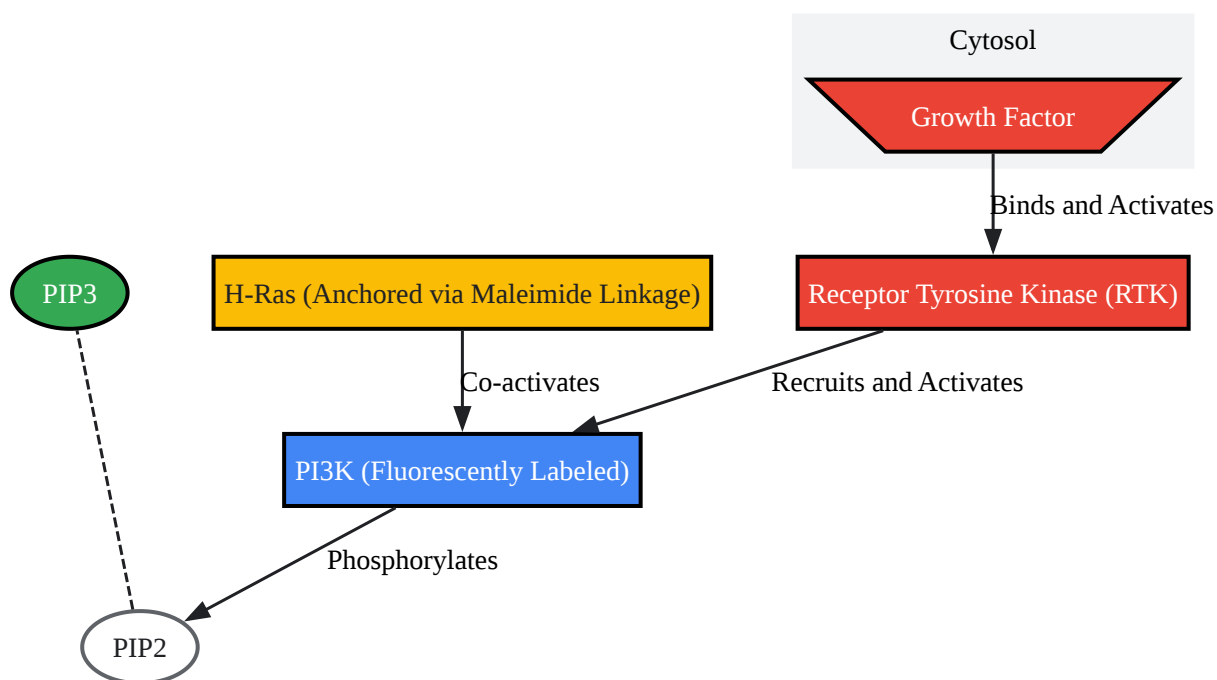 Cytosol
Growth Factor
Binds and Activates
PIP3
H-Ras (Anchored via Maleimide Linkage)
Receptor Tyrosine Kinase (RTK)
Co-activates
Recruits and Activates
PI3K (Fluorescently Labeled)
Phosphorylates
PIP2